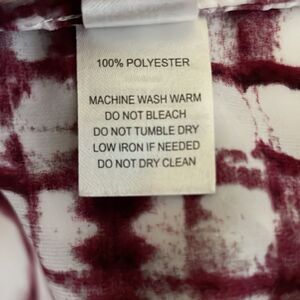 100% POLYESTER
MACHINE WASH WARM
DO NOT BLEACH
DO NOT TUMBLE DRY
LOW IRON IF NEEDED
DO NOT DRY CLEAN